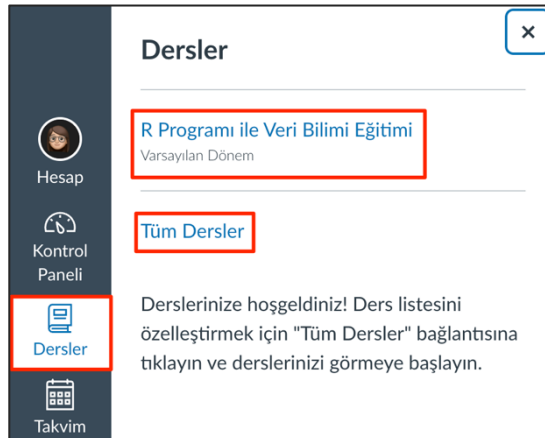 Dersler
R Programı ile Veri Bilimi Eğitimi
Varsayılan Dönem
Tüm Dersler
Derslerinize hoşgeldiniz! Ders listesini
özelleştirmek için "Tüm Dersler" bağlantısına
tıklayın ve derslerinizi görmeye başlayın.
Hesap
Kontrol
Paneli
Dersler
Takvim